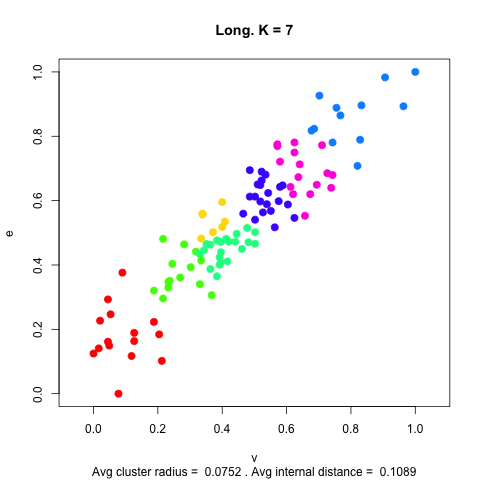 Long. K = 7
e
0.0 0.2 0.4 0.6 0.8 1.0
0.0 0.2 0.4 0.6 0.8 1.0
v
Avg cluster radius = 0.0752 . Avg internal distance = 0.1089